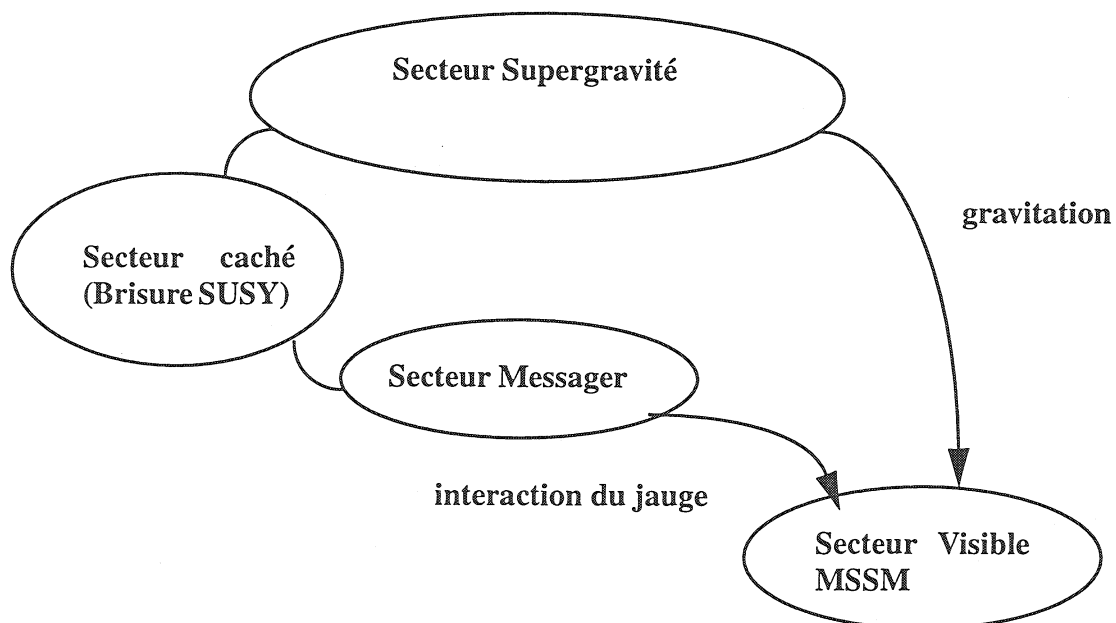 Secteur Supergravité
gravitation
Secteur caché
(Brisure SUSY)
Secteur Messager
interaction du jauge
Secteur Visible
MSSM